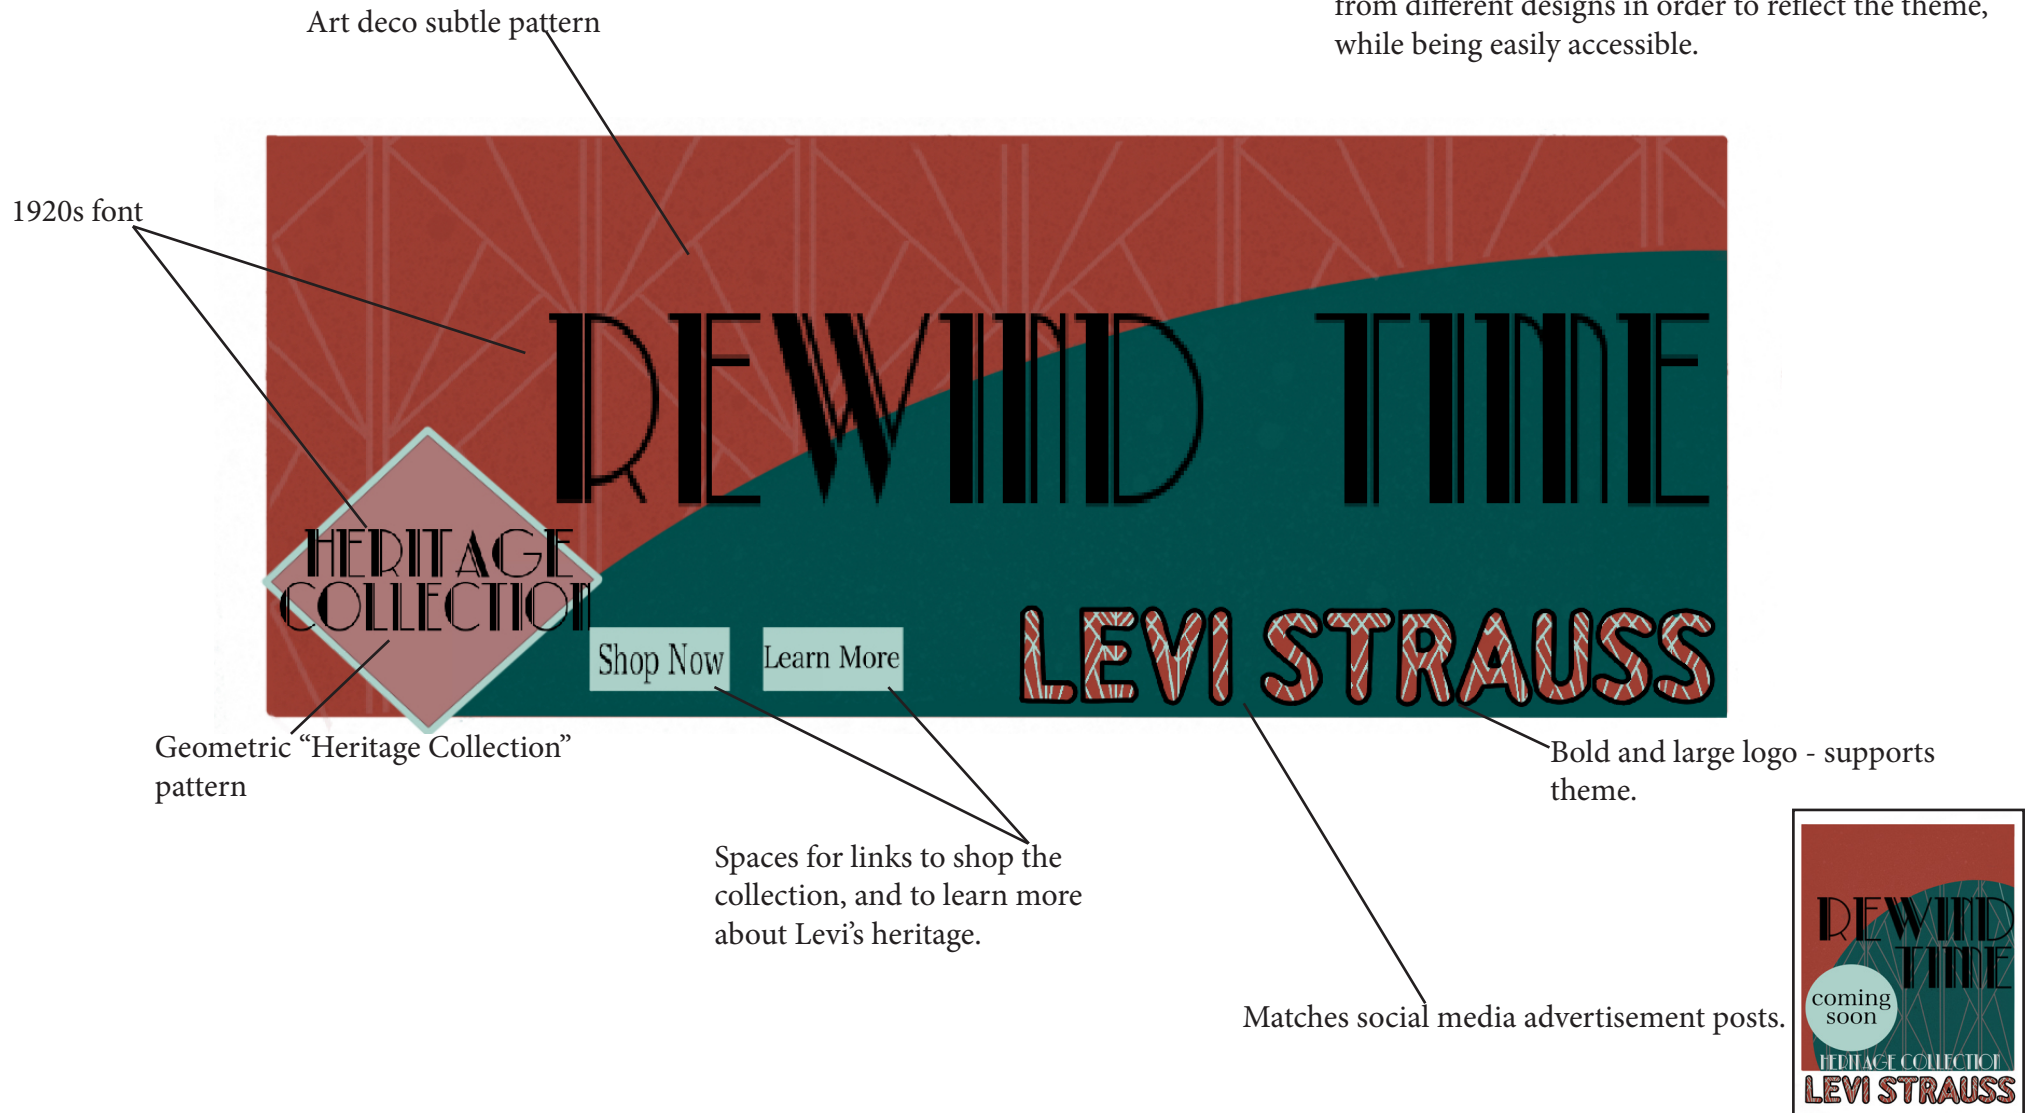 Art deco subtle pattern
from different designs in order to reflect the theme,
while being easily accessible.
1920s font
REWIND TIME
HERITAGE
COLLECTION
Shop Now
Learn More
LEVI STRAUSS
Geometric “Heritage Collection”
pattern
Bold and large logo - supports
theme.
Spaces for links to shop the
collection, and to learn more
about Levi’s heritage.
Matches social media advertisement posts.
REWIND
TIME
coming
soon
HERITAGE COLLECTION
LEVI STRAUSS